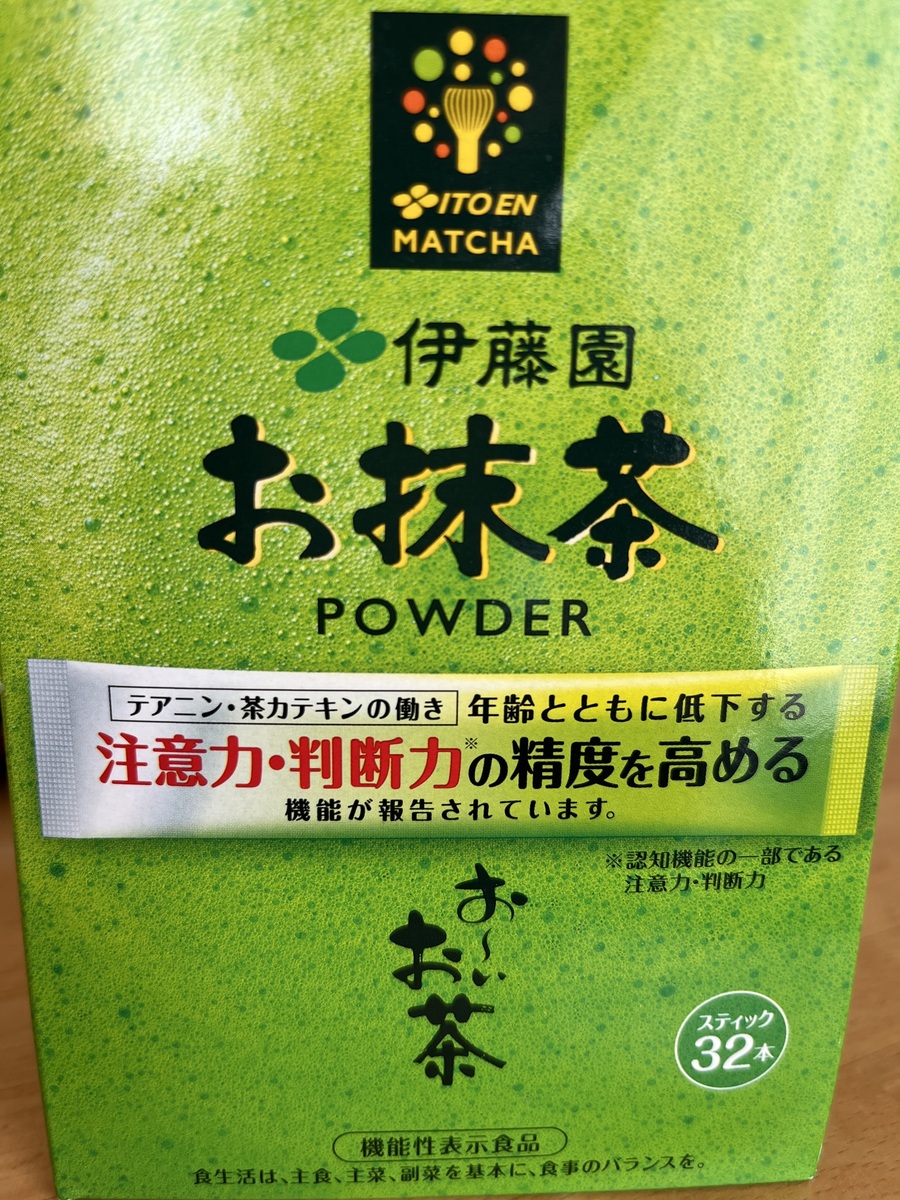 ITO EN
MATCHA
伊藤園
お抹茶
POWDER
テアニン・茶カテキンの働き 年齢とともに低下する
注意力・判断力※の精度を高める
機能が報告されています。
※認知機能の一部である
注意力・判断力
お〜い
お茶
スティック
32本
機能性表示食品
食生活は、主食、主菜、副菜を基本に、食事のバランスを。